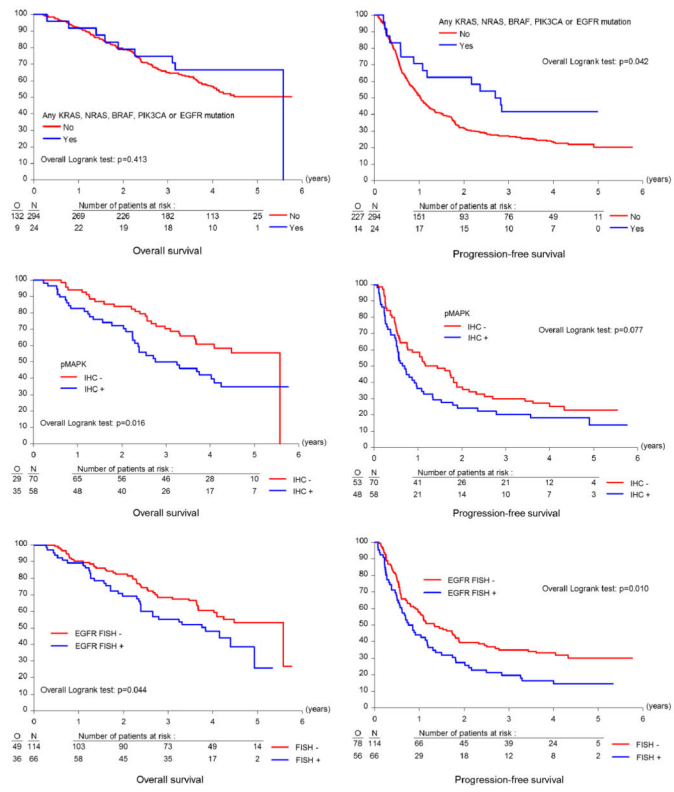 100
90
80
70
60
50
40
30
20
10
0
Any KRAS, NRAS, BRAF, PIK3CA or EGFR mutation
No
Yes
Overall Logrank test: p=0.413
0 1 2 3 4 5 6 (years)
O N Number of patients at risk :
132 294 269 226 182 113 25 No
9 24 22 19 18 10 1 Yes
Overall survival
100
90
80
70
60
50
40
30
20
10
0
Any KRAS, NRAS, BRAF, PIK3CA or EGFR mutation
No
Yes
Overall Logrank test: p=0.042
(years)
0 1 2 3 4 5 6
O N Number of patients at risk :
227 294 151 93 76 49 11 No
14 24 17 15 10 7 0 Yes
Progression-free survival
100
90
80
70
60
50
40
30
20
10
0
pMAPK
IHC -
IHC +
Overall Logrank test: p=0.016
(years)
0 1 2 3 4 5 6
O N Number of patients at risk :
29 70 65 56 46 28 10 IHC -
35 58 48 40 26 17 7 IHC +
Overall survival
100
90
80
70
60
50
40
30
20
10
0
pMAPK
IHC -
IHC +
Overall Logrank test: p=0.077
(years)
0 1 2 3 4 5 6
O N Number of patients at risk :
53 70 41 26 21 12 4 IHC -
48 58 21 14 10 7 3 IHC +
Progression-free survival
100
90
80
70
60
50
40
30
20
10
0
EGFR FISH -
EGFR FISH +
Overall Logrank test: p=0.044
(years)
0 1 2 3 4 5 6
O N Number of patients at risk :
49 114 103 90 73 49 14 FISH -
36 66 58 45 35 17 2 FISH +
Overall survival
100
90
80
70
60
50
40
30
20
10
0
EGFR FISH -
EGFR FISH +
Overall Logrank test: p=0.010
(years)
0 1 2 3 4 5 6
O N Number of patients at risk :
78 114 66 45 39 24 5 FISH -
56 66 29 18 12 8 2 FISH +
Progression-free survival